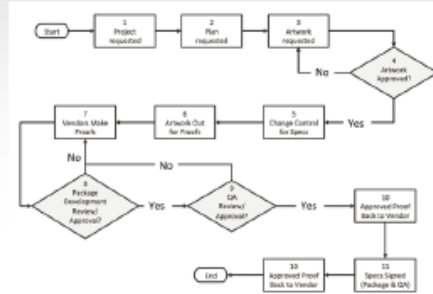 Start
1
Project
requested
2
Plan
requested
3
Artwork
requested
4
Artwork
Approved?
No
Yes
5
Change Control
for Specs
6
Artwork Out
for Proofs
7
Vendors Make
Proofs
No
No
8
Package
Development
Review/
Approval?
Yes
9
QA
Review/
Approval?
Yes
10
Approved Proof
Back to Vendor
11
Specs Signed
(Package & QA)
10
Approved Proof
Back to Vendor
End